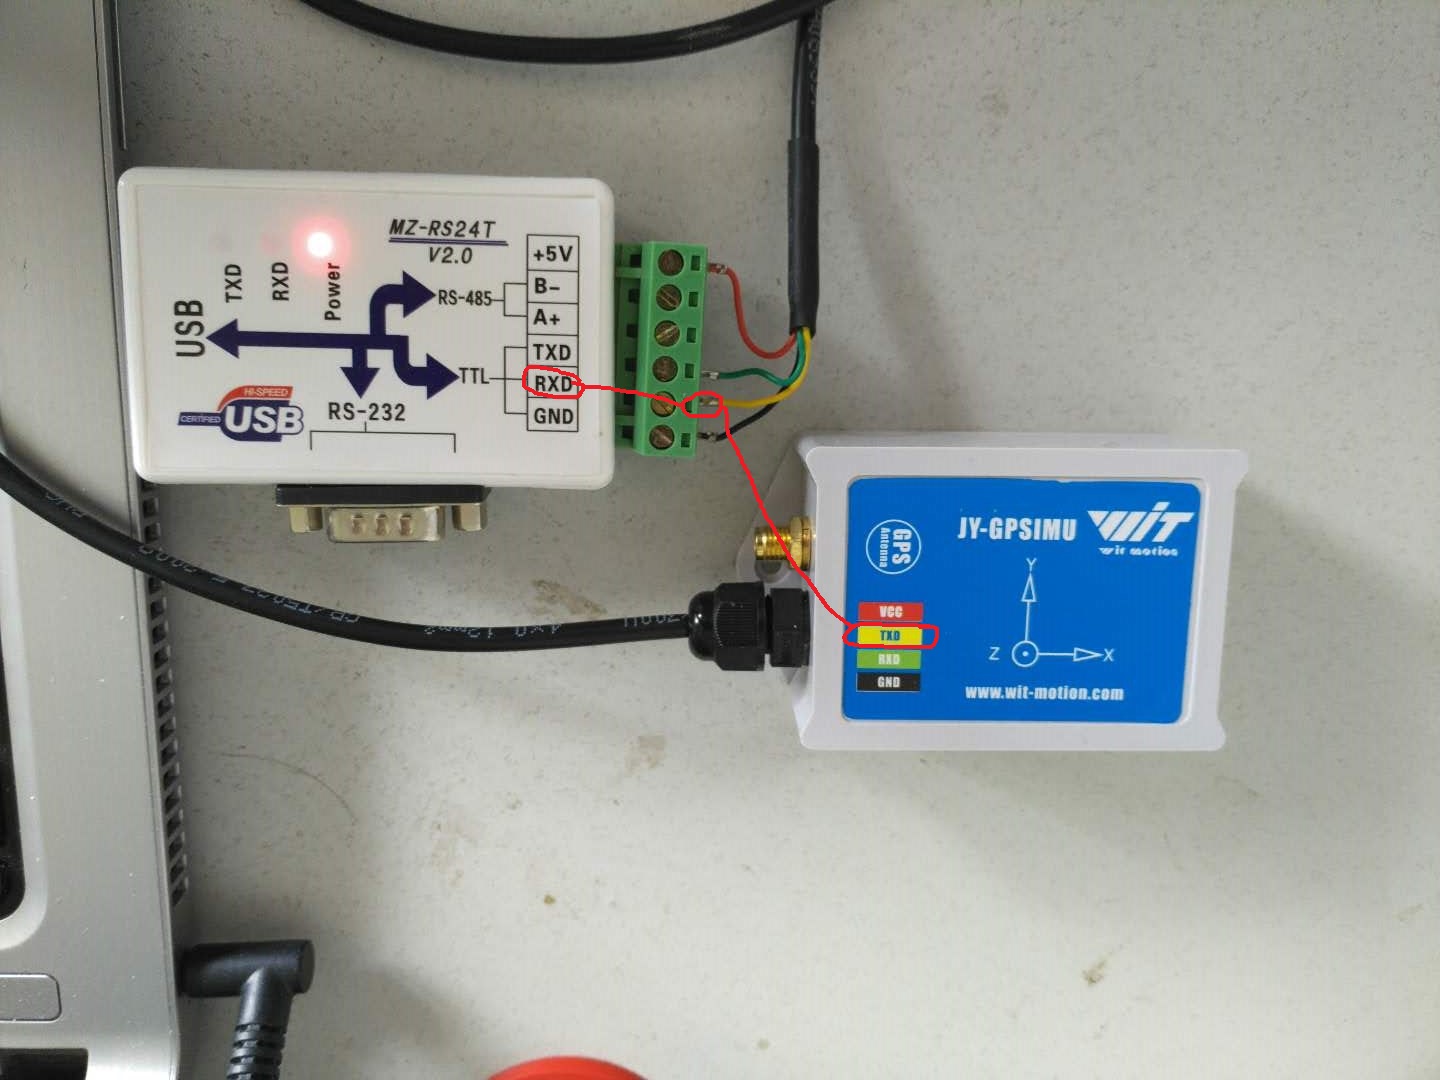 MZ-RS24T
V2.0
TXD
RXD
Power
USB
RS-485
TTL
RS-232
+5V
B-
A+
TXD
RXD
GND
HI-SPEED
CERTIFIED
USB
GPS
Antenna
JY-GPSIMU
WIT
wit motion
VCC
TXD
RXD
GND
Y
Z
X
www.wit-motion.com